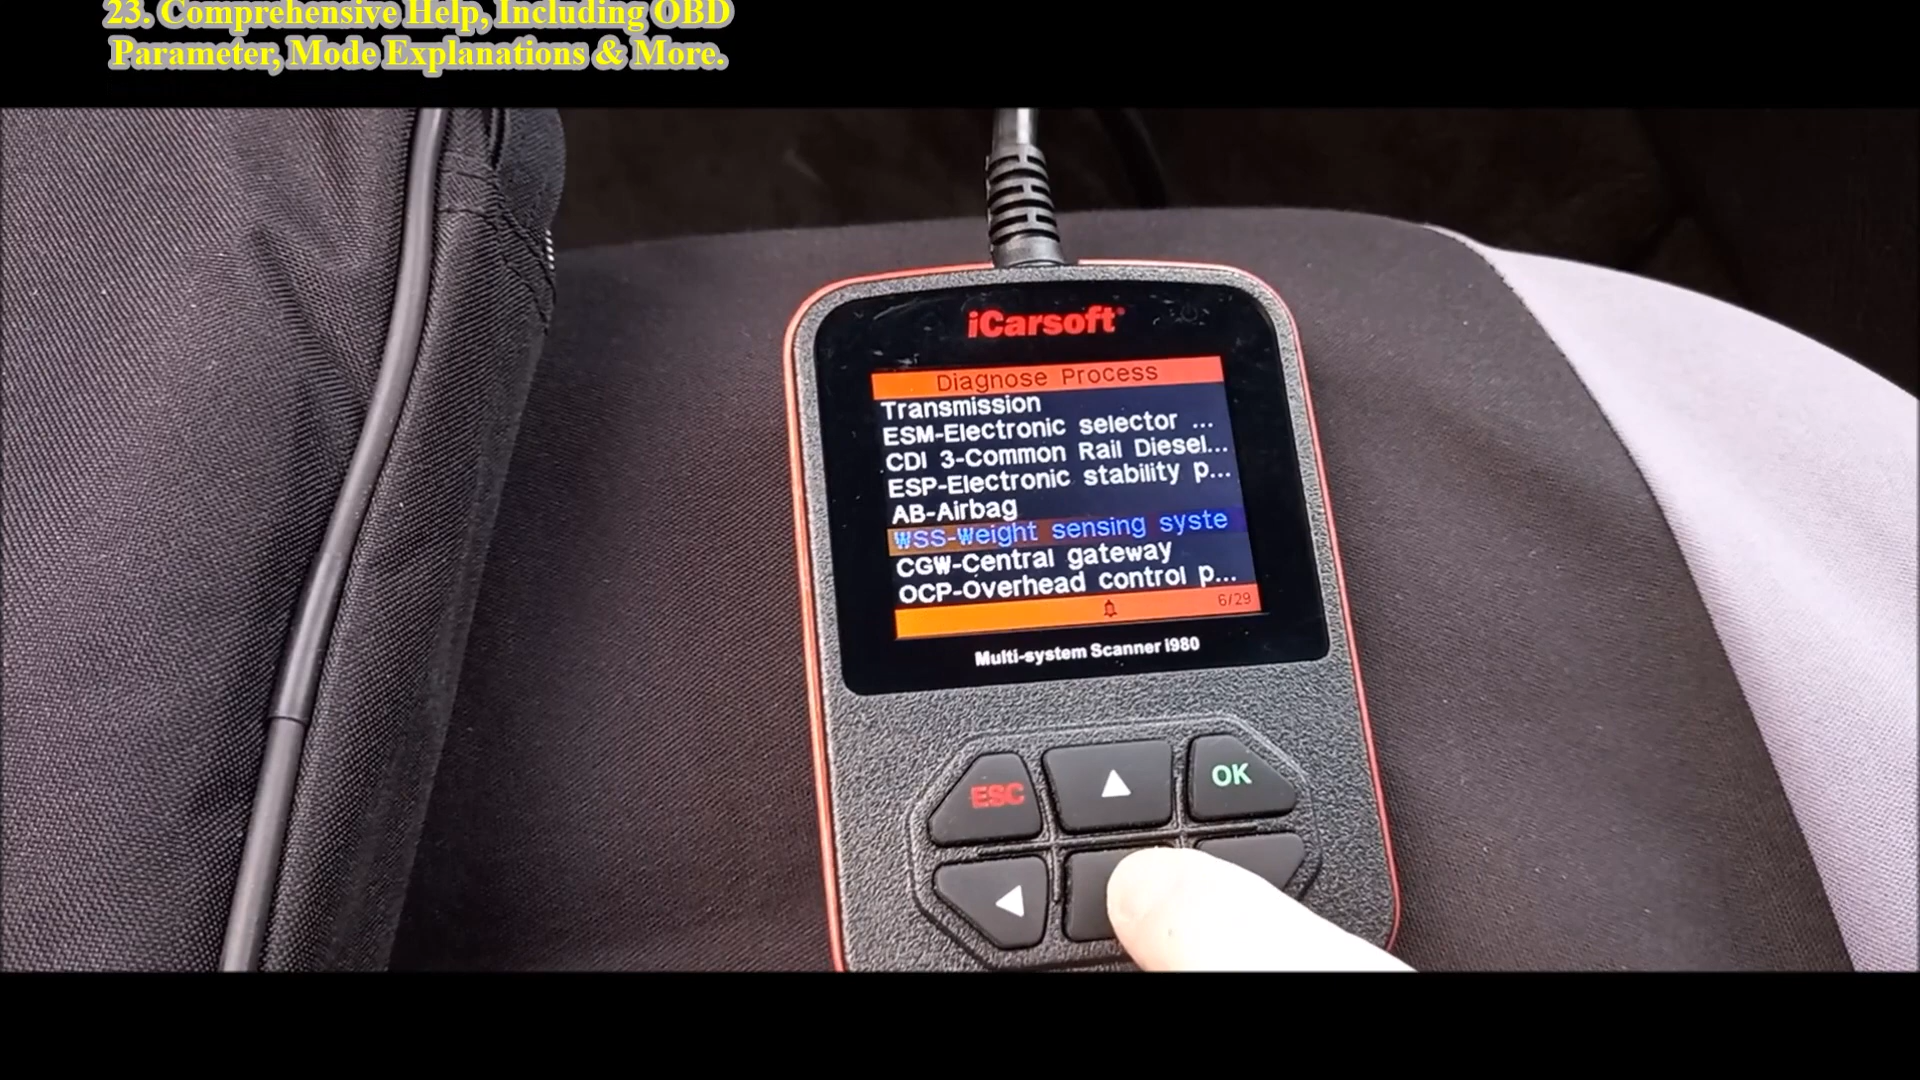 23. Comprehensive Help, Including OBD
Parameter, Mode Explanations & More.
iCarsoft
Diagnose Process
Transmission
ESM-Electronic selector ...
CDI 3-Common Rail Diesel...
ESP-Electronic stability p...
AB-Airbag
WSS-Weight sensing syste
CGW-Central gateway
OCP-Overhead control p...
6/29
Multi-system Scanner i980
ESC
OK